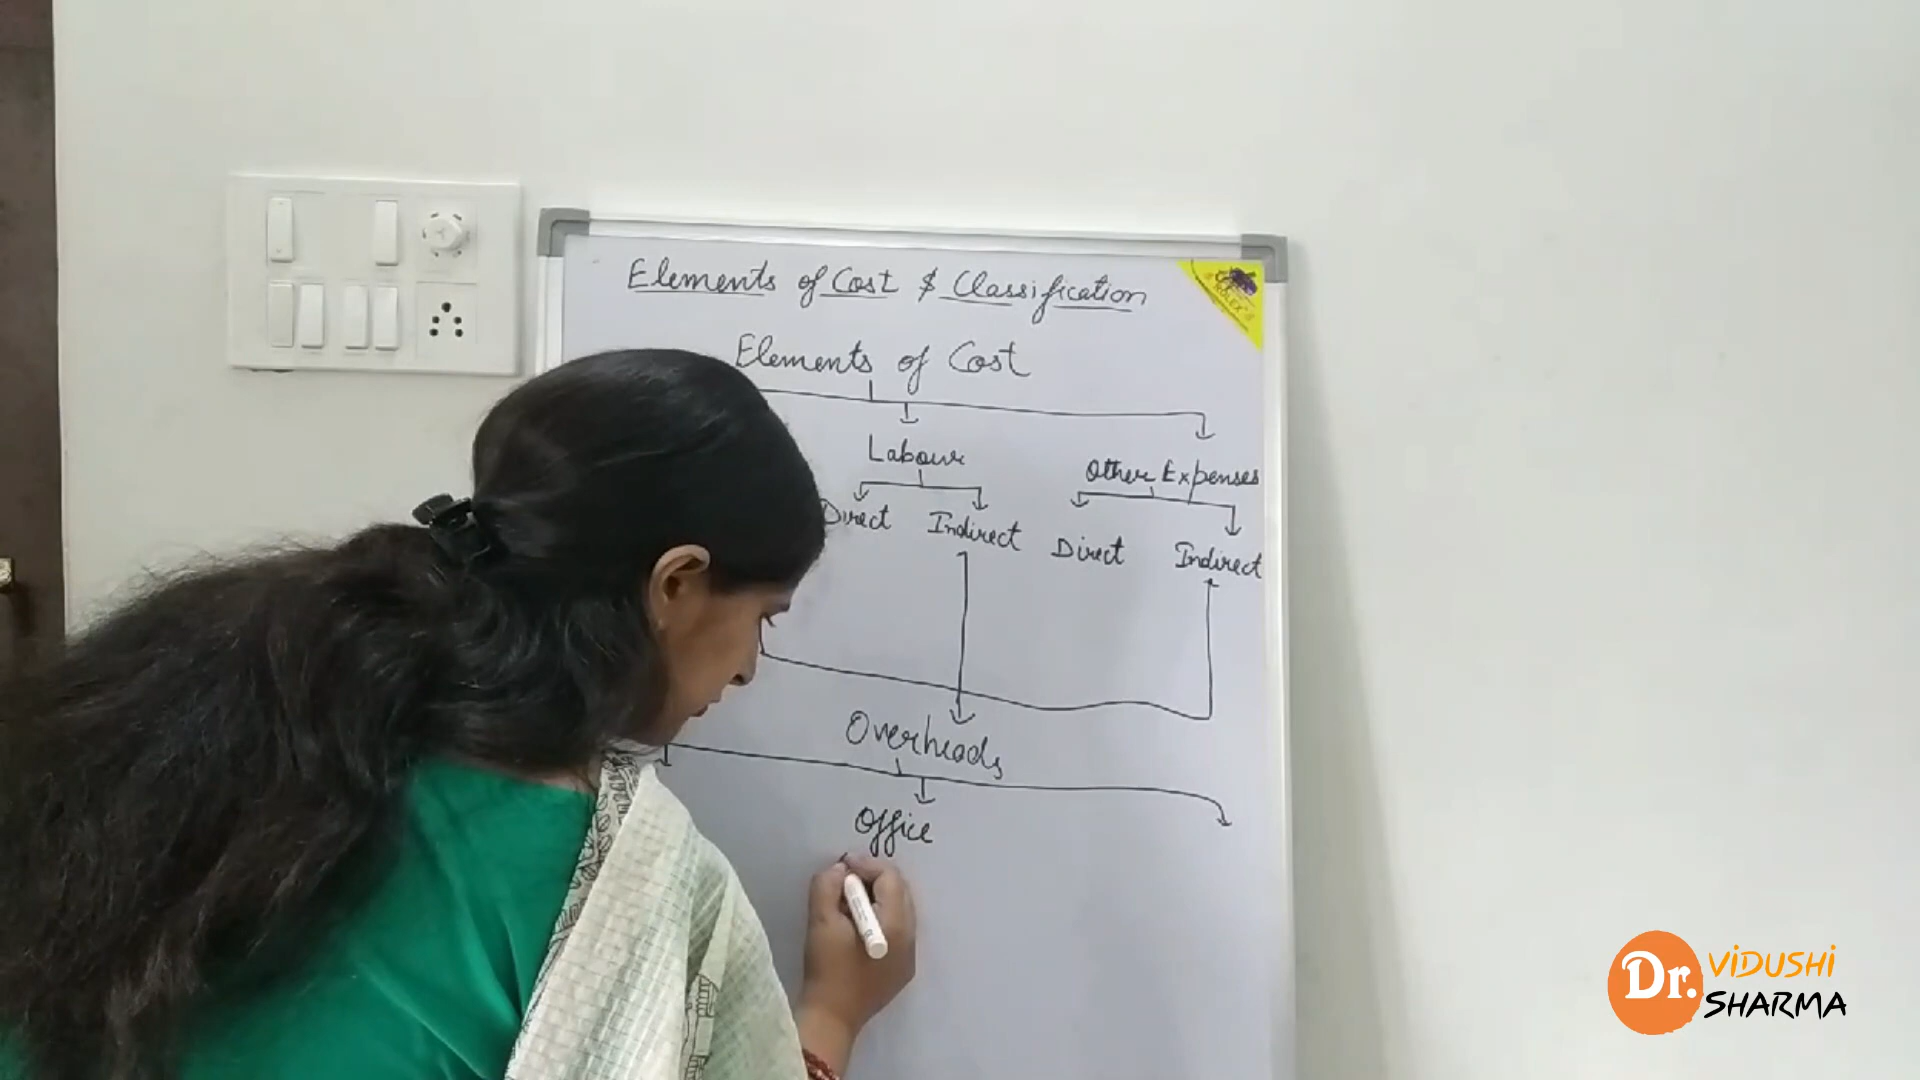 Elements of Cost & Classification
Elements of Cost
Labour
Other Expenses
Direct Indirect Direct Indirect
Overheads
Office
Dr. ViDUSHi
SHARMA